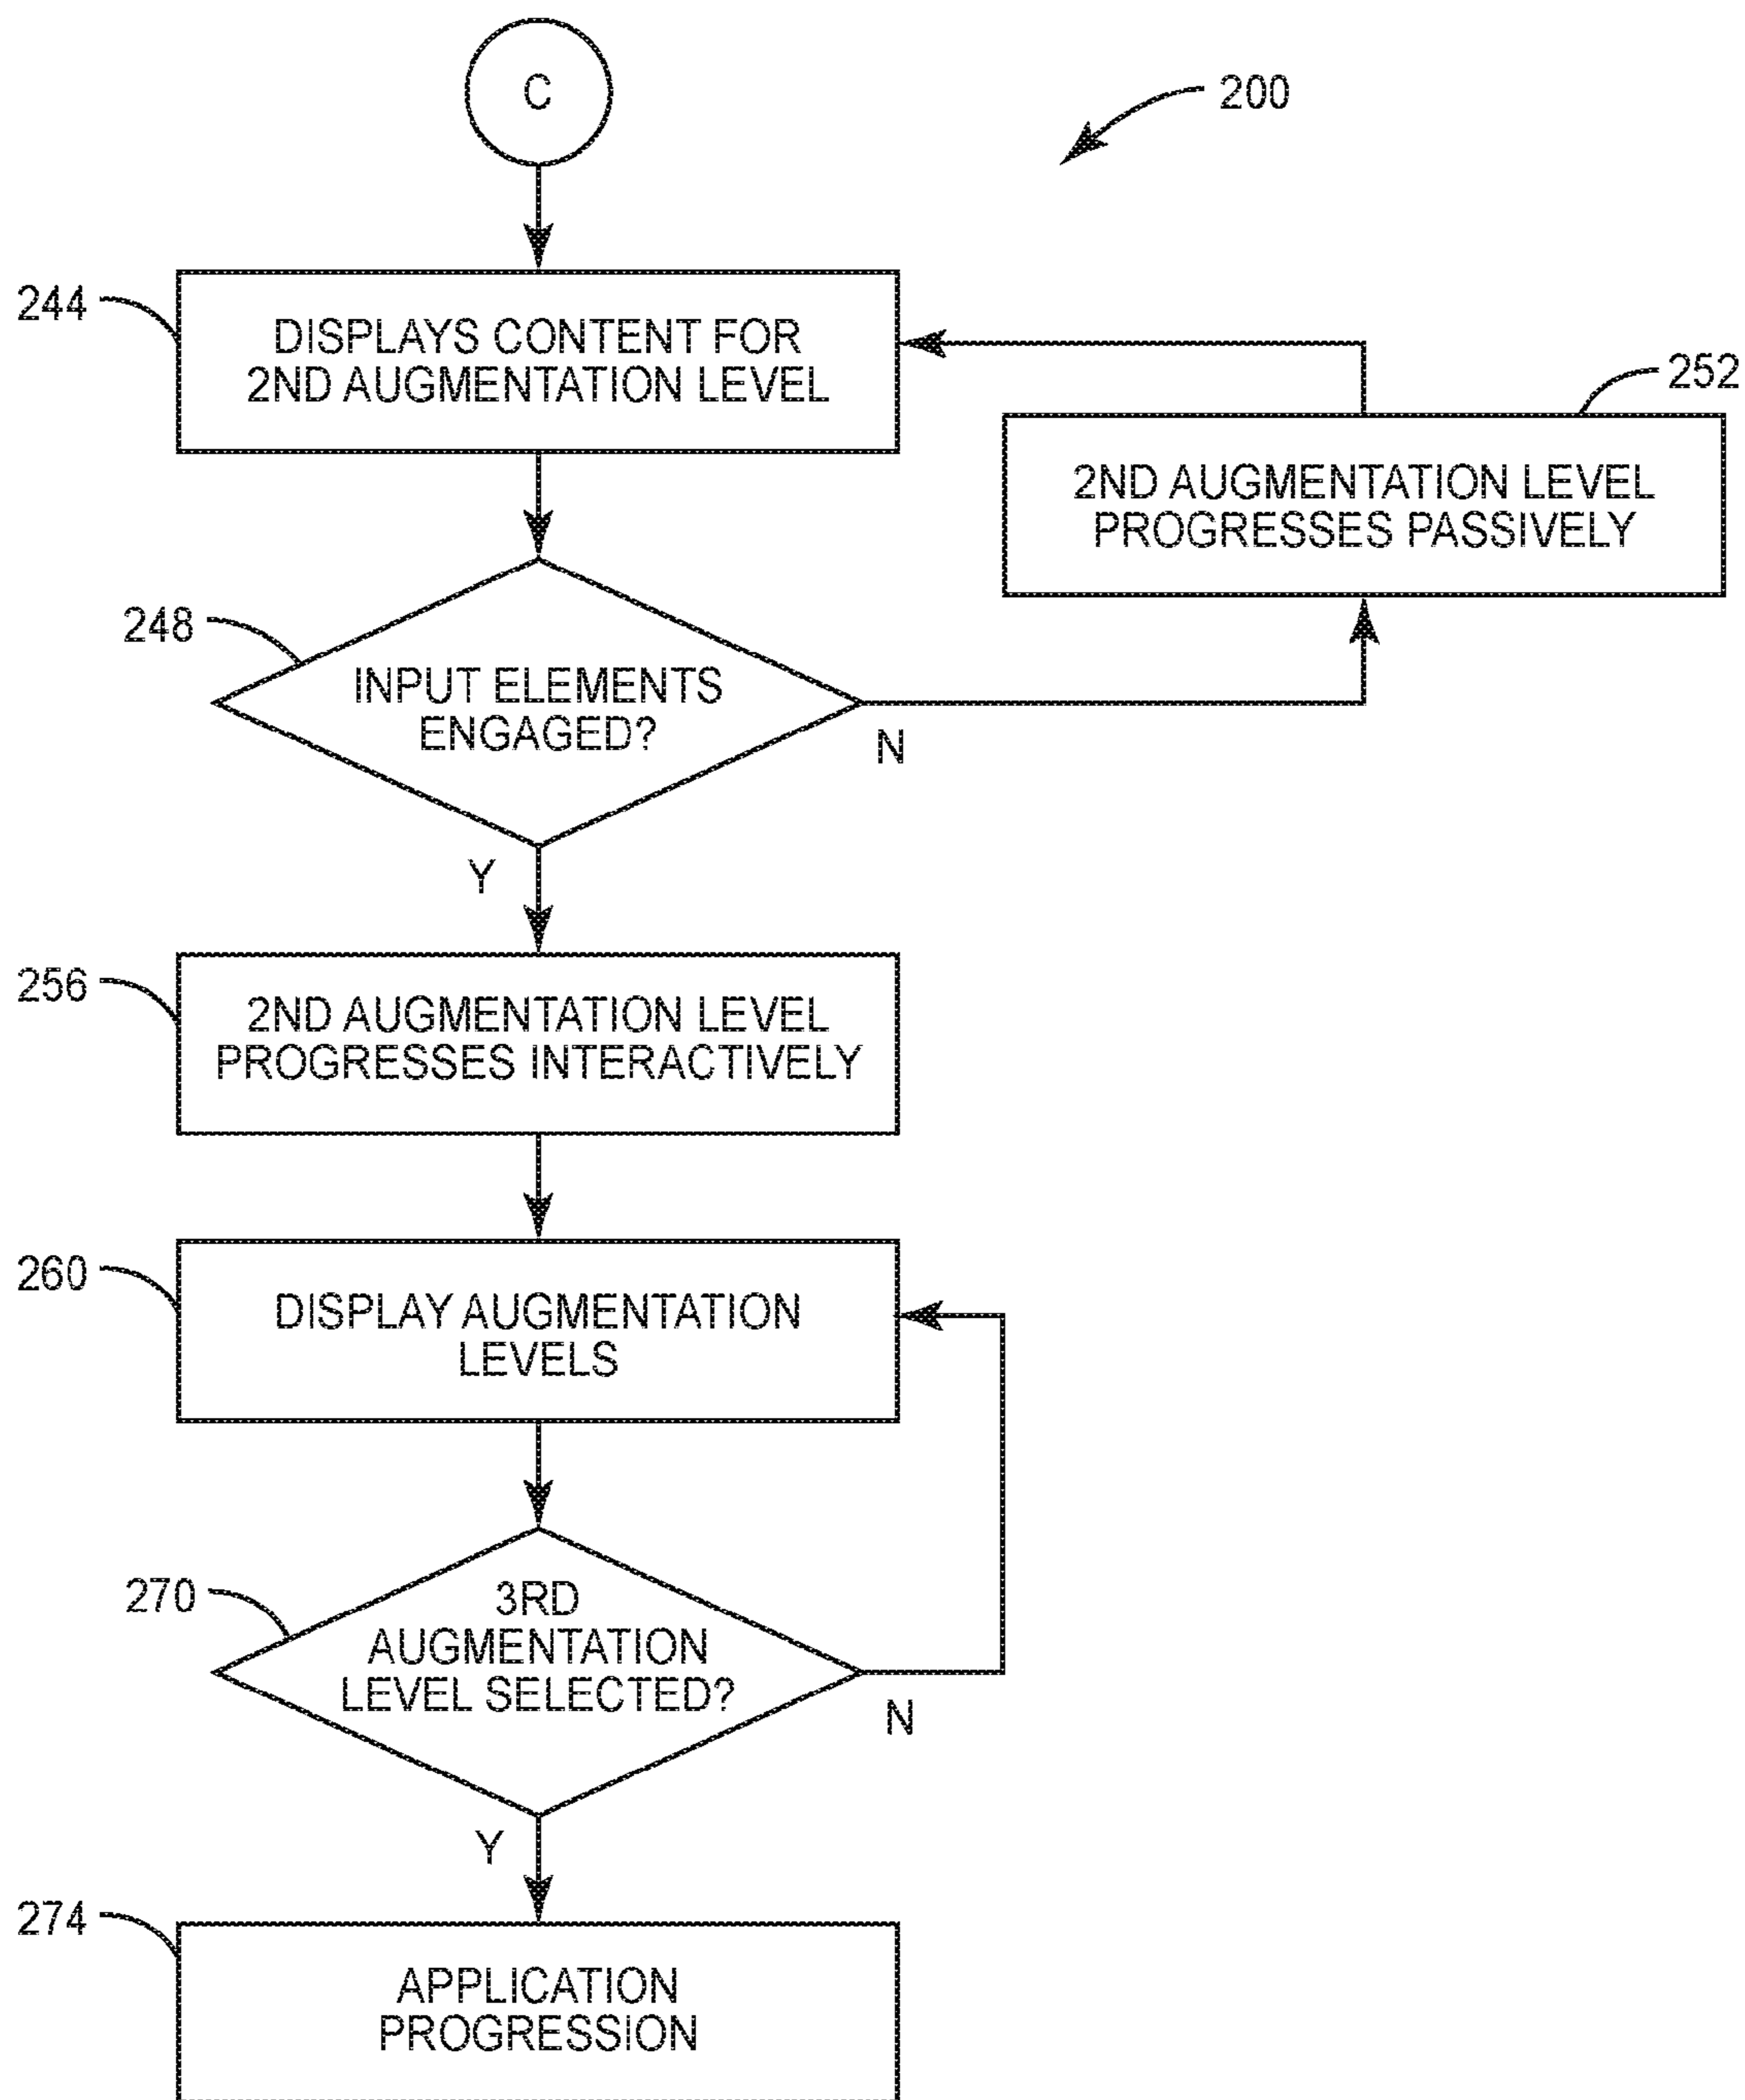 C
200
244
DISPLAYS CONTENT FOR
2ND AUGMENTATION LEVEL
252
2ND AUGMENTATION LEVEL
PROGRESSES PASSIVELY
248
INPUT ELEMENTS
ENGAGED?
N
Y
256
2ND AUGMENTATION LEVEL
PROGRESSES INTERACTIVELY
260
DISPLAY AUGMENTATION
LEVELS
270
3RD
AUGMENTATION
LEVEL SELECTED?
N
Y
274
APPLICATION
PROGRESSION